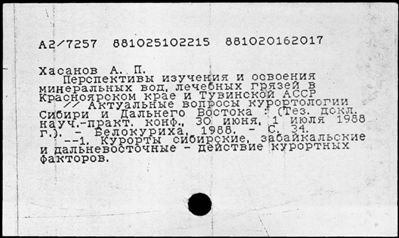 А2/7257 881025102215 881020162017
Хасанов А. П.
Перспективы изучения и освоения
минеральных вод, лечебных грязей в
Красноярском крае и Тувинской АССР
// Актуальные вопросы курортологии
Сибири и Дальнего Востока : (Тез. докл.
науч.-практ. конф., 30 июня, 1 июля 1988
г.). - Белокуриха, 1988. - С. 34.
--1. Курорты сибирские, забайкальские
и дальневосточные - действие курортных
факторов.